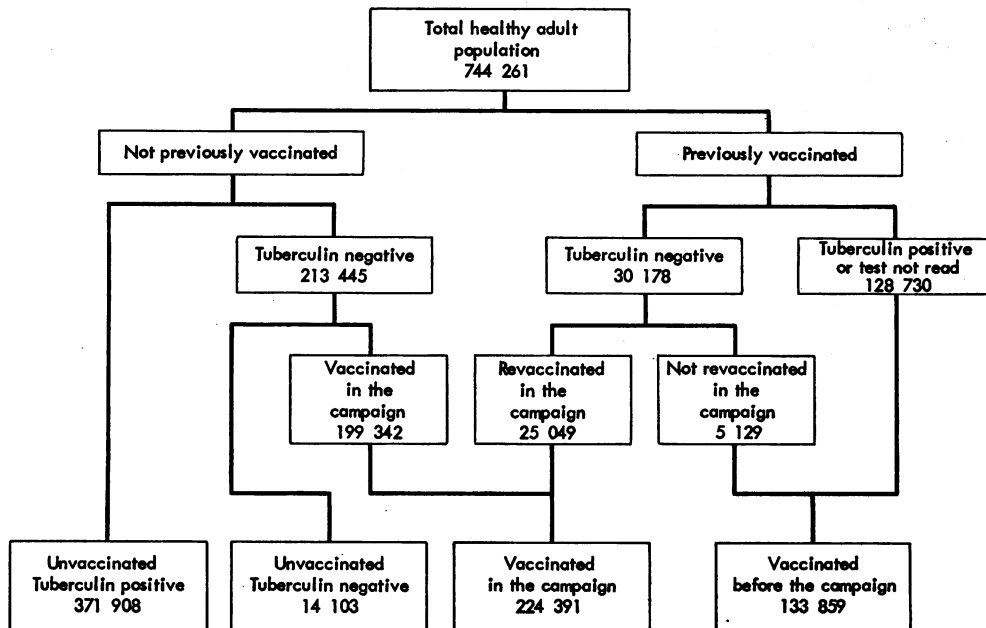 Total healthy adult
population
744 261
Not previously vaccinated
Previously vaccinated
Tuberculin negative
213 445
Tuberculin negative
30 178
Tuberculin positive
or test not read
128 730
Vaccinated
in the
campaign
199 342
Revaccinated
in the
campaign
25 049
Not revaccinated
in the
campaign
5 129
Unvaccinated
Tuberculin positive
371 908
Unvaccinated
Tuberculin negative
14 103
Vaccinated
in the campaign
224 391
Vaccinated
before the campaign
133 859